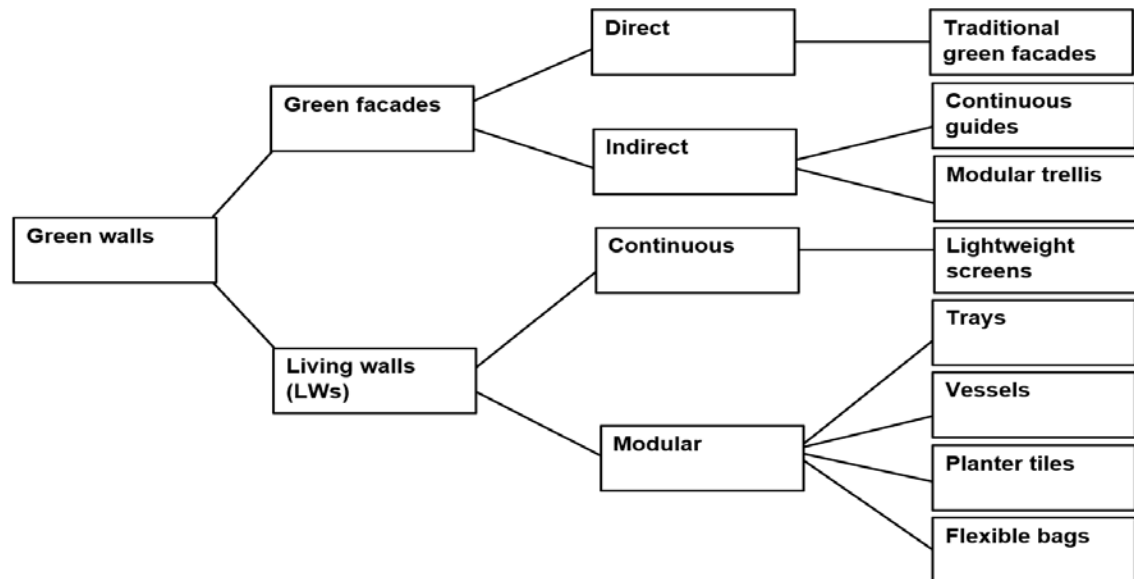 Green walls
Green facades
Living walls
(LWs)
Direct
Indirect
Continuous
Modular
Traditional
green facades
Continuous
guides
Modular trellis
Lightweight
screens
Trays
Vessels
Planter tiles
Flexible bags